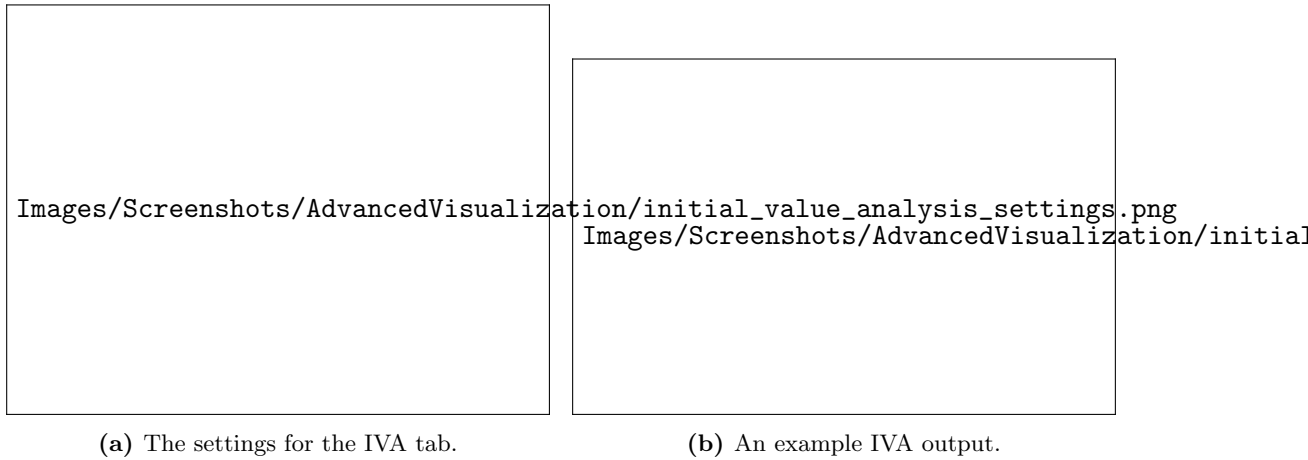 Images/Screenshots/AdvancedVisualization/initial_value_analysis_settings.png
Images/Screenshots/AdvancedVisualization/initial
(a) The settings for the IVA tab.
(b) An example IVA output.